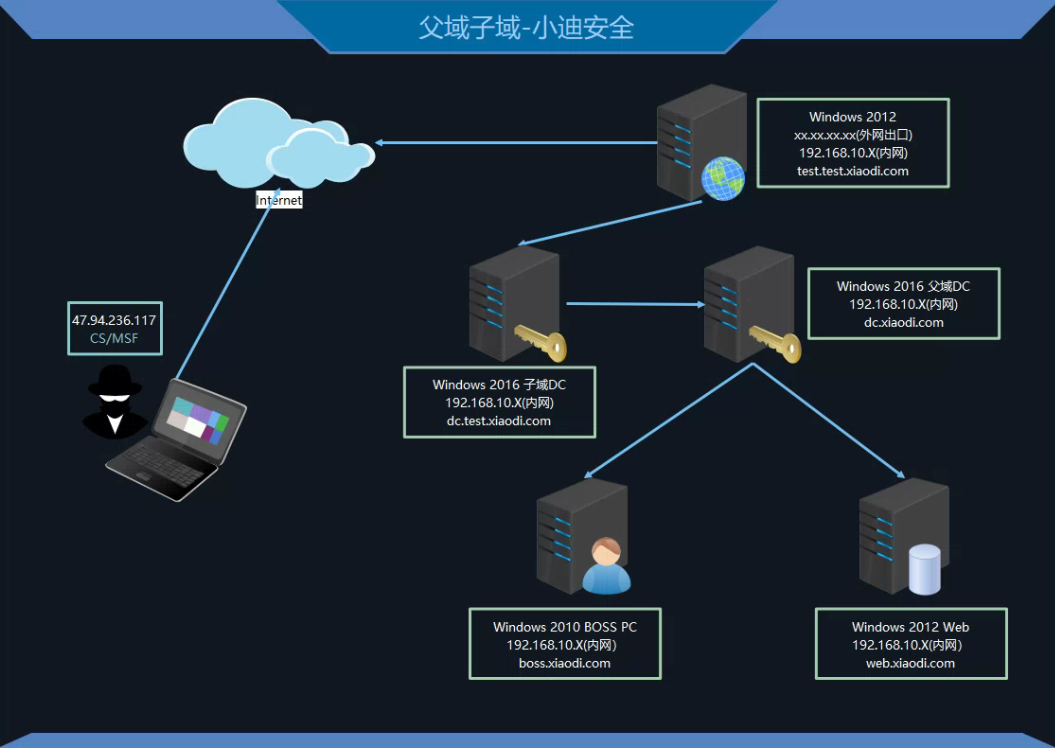 父域子域-小迪安全
Windows 2012
xx.xx.xx.xx(外网出口)
192.168.10.X(内网)
test.test.xiaodi.com
Internet
Windows 2016 父域DC
192.168.10.X(内网)
dc.xiaodi.com
47.94.236.117
CS/MSF
Windows 2016 子域DC
192.168.10.X(内网)
dc.test.xiaodi.com
Windows 2010 BOSS PC
192.168.10.X(内网)
boss.xiaodi.com
Windows 2012 Web
192.168.10.X(内网)
web.xiaodi.com